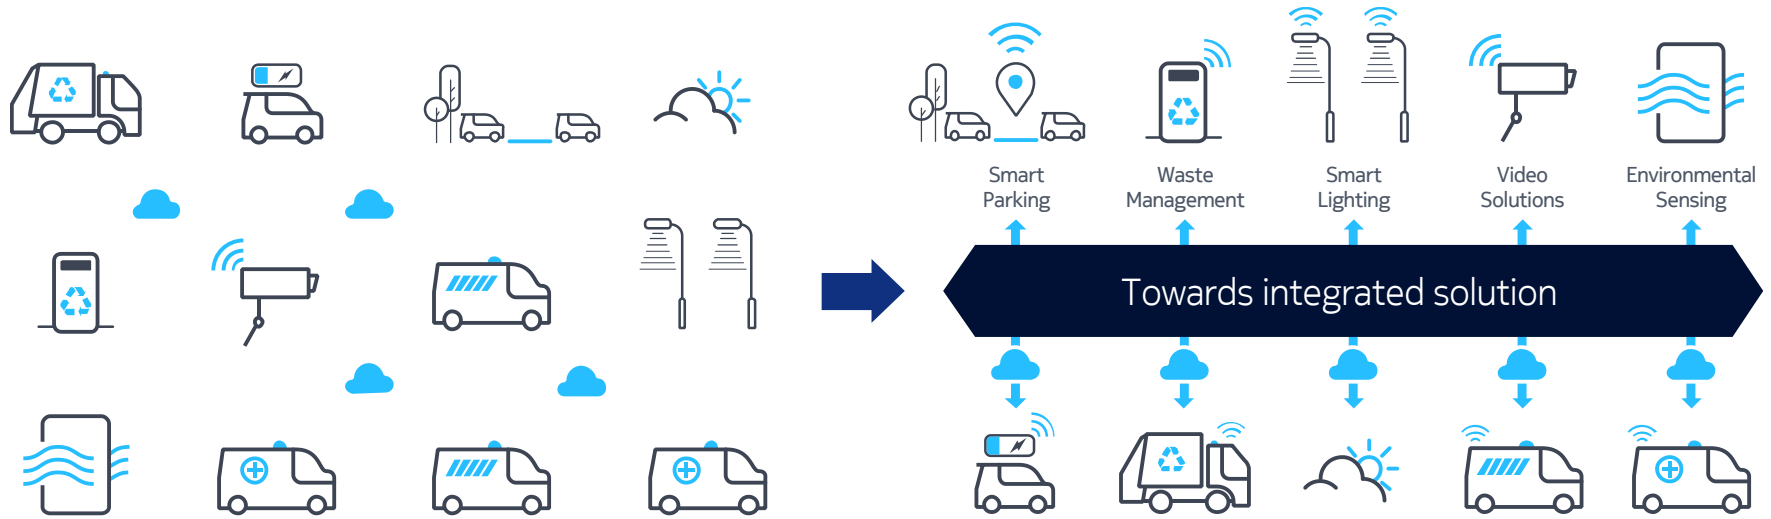 Smart
Parking
Waste
Management
Smart
Lighting
Video
Solutions
Environmental
Sensing
Towards integrated solution